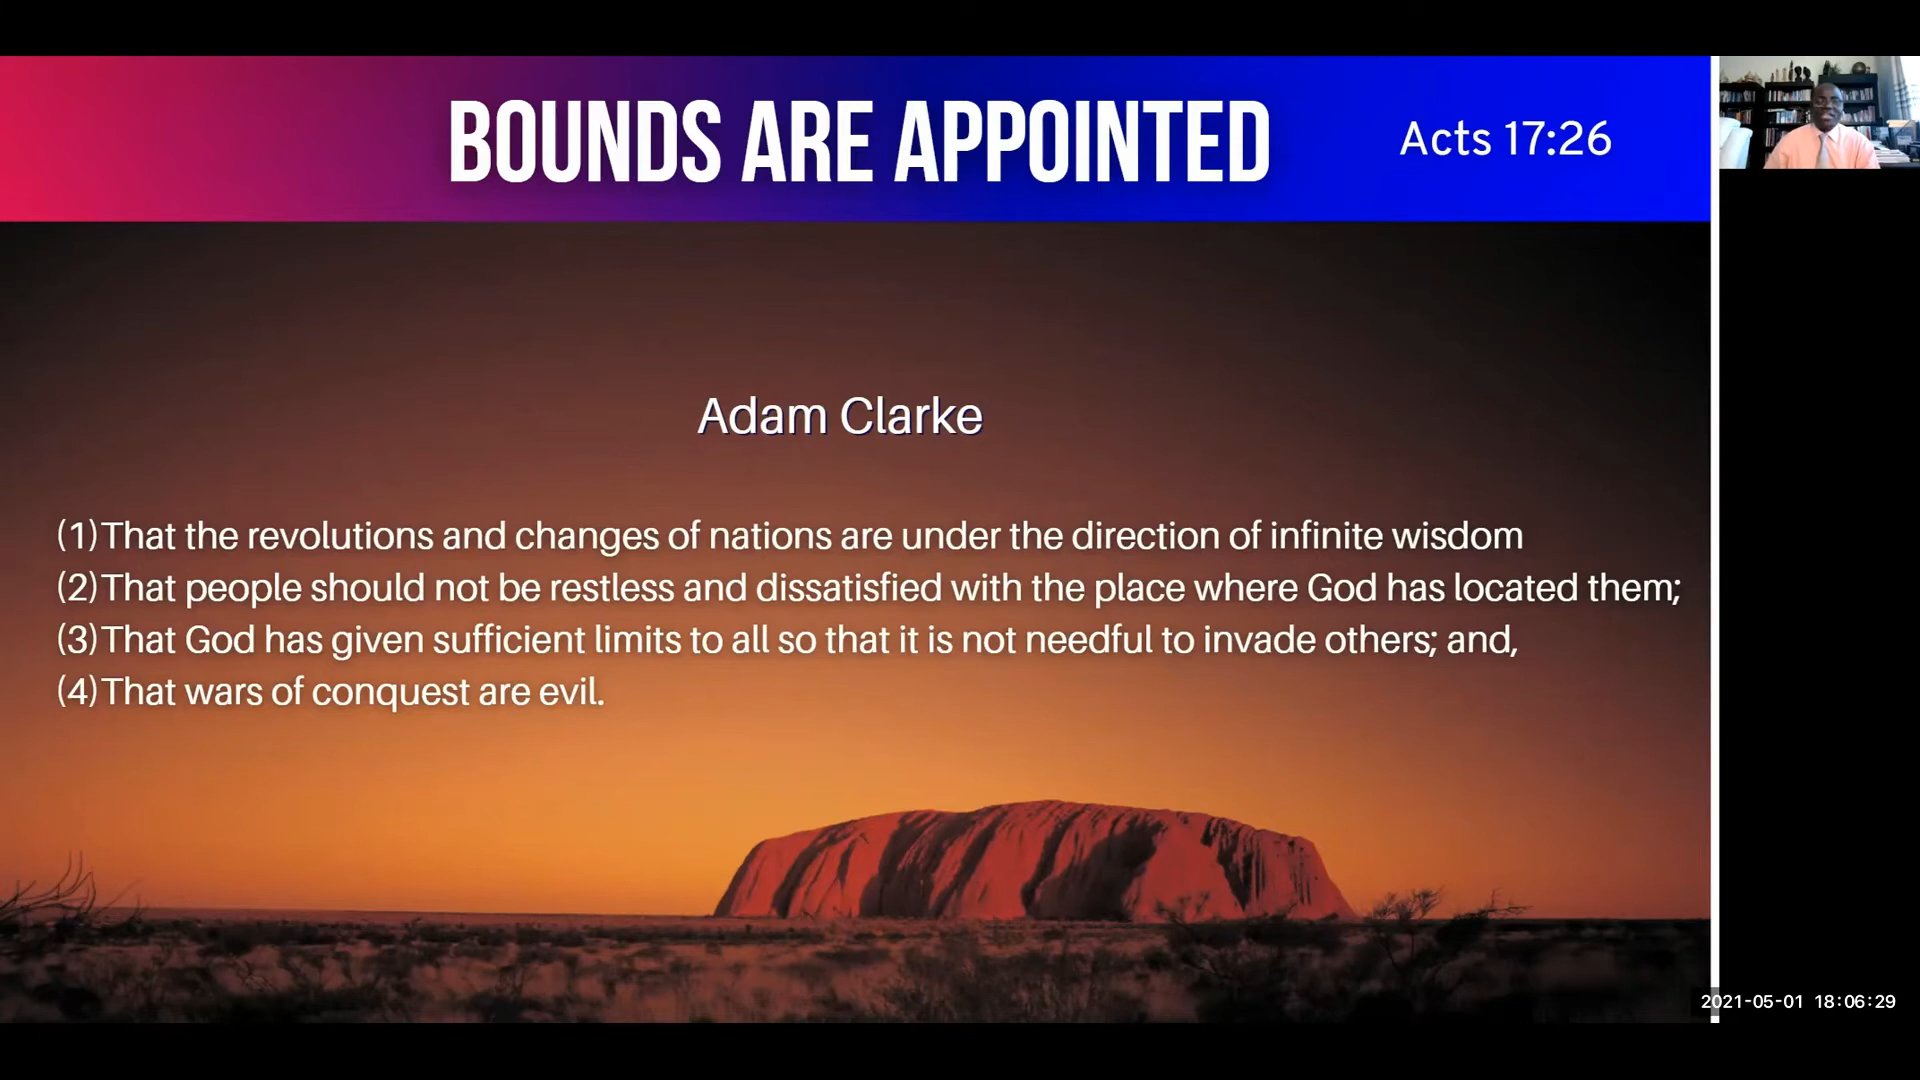 BOUNDS ARE APPOINTED
Acts 17:26
Adam Clarke
(1)That the revolutions and changes of nations are under the direction of infinite wisdom
(2)That people should not be restless and dissatisfied with the place where God has located them;
(3)That God has given sufficient limits to all so that it is not needful to invade others; and,
(4)That wars of conquest are evil.
2021-05-01 18:06:29